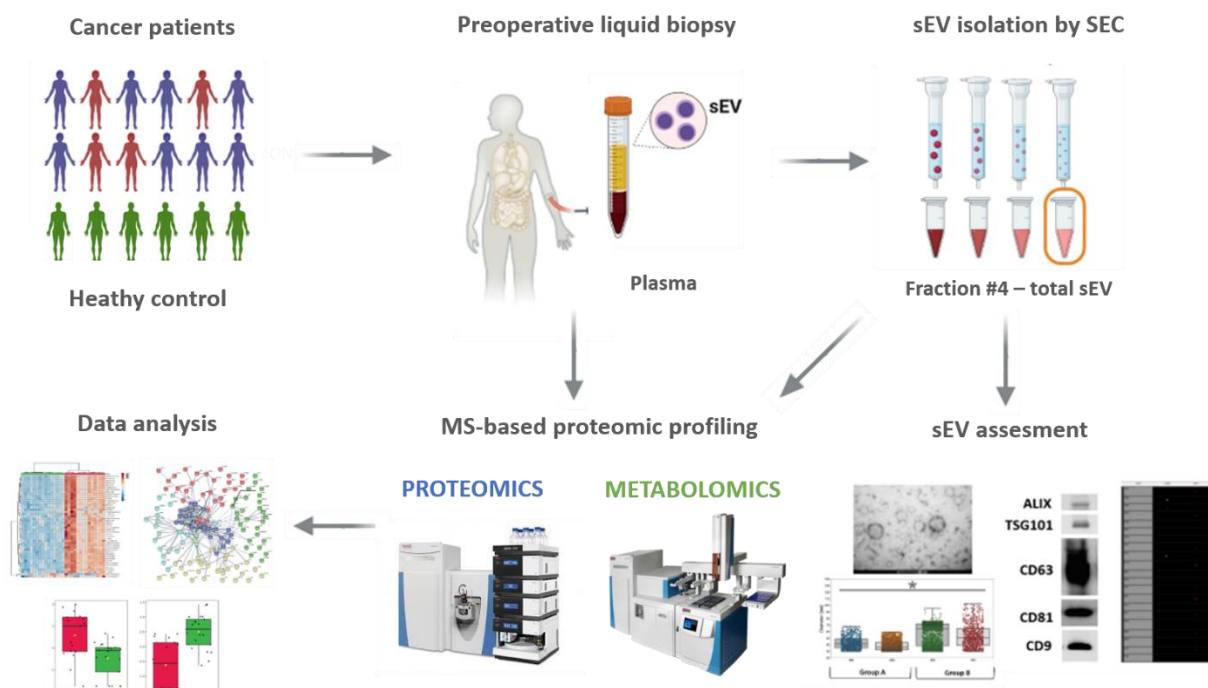 Cancer patients
Preoperative liquid biopsy
sEV isolation by SEC
sEV
Plasma
Heathy control
Fraction #4 – total sEV
Data analysis
MS-based proteomic profiling
sEV assesment
PROTEOMICS
METABOLOMICS
ALIX
TSG101
CD63
CD81
CD9
Group A
Group B